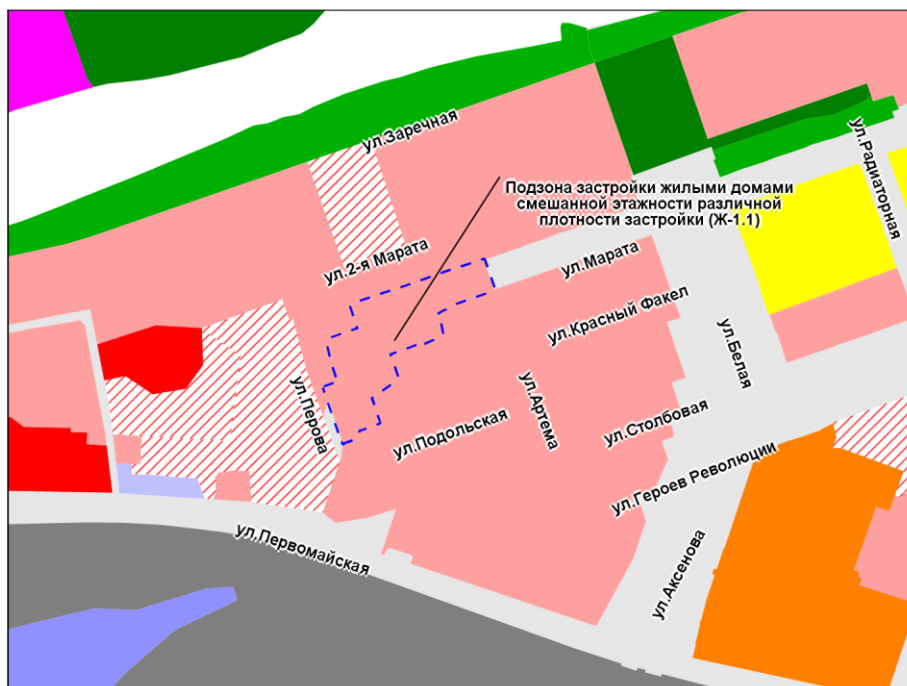 ул.Заречная
ул.Радиаторная
Подзона застройки жилыми домами
смешанной этажности различной
плотности застройки (Ж-1.1)
ул.2-я Марата
ул.Марата
ул.Красный Факел
ул.Белая
ул.Перова
ул.Артема
ул.Подольская
ул.Столбовая
ул.Героев Революции
ул.Первомайская
ул.Аксенова